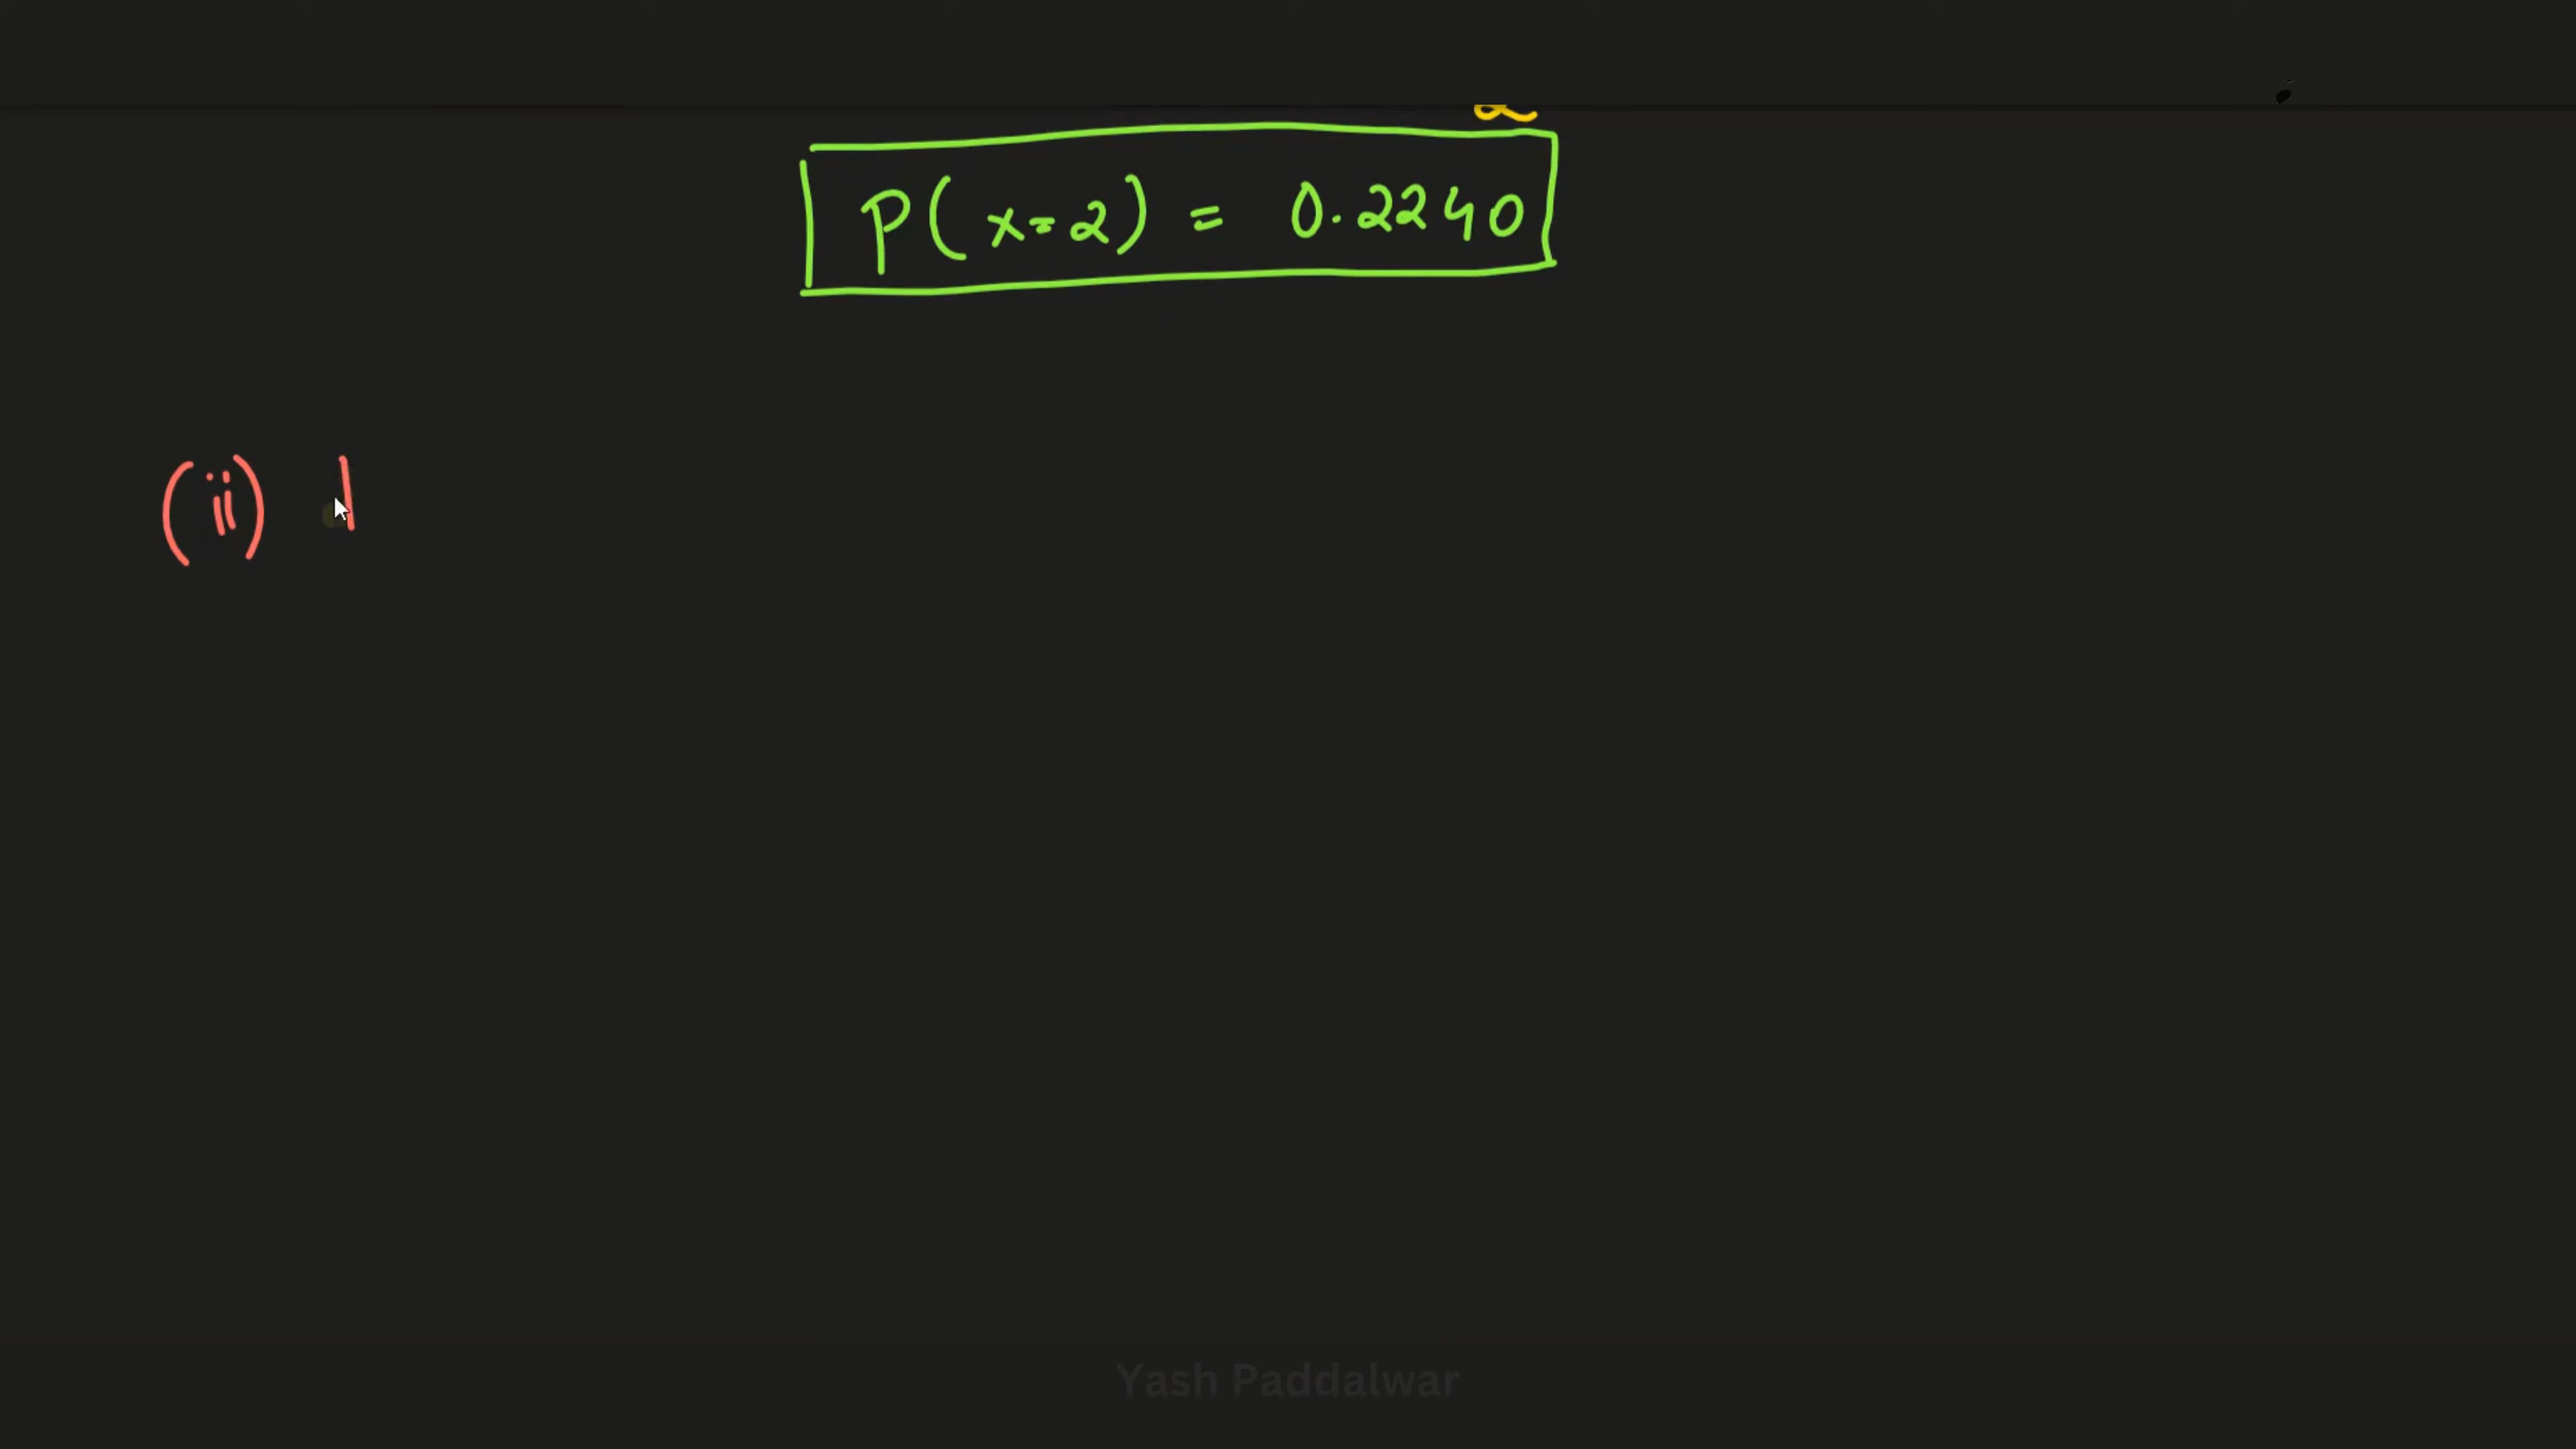 P(x=2) = 0.2240
(ii)
Yash Paddalwar